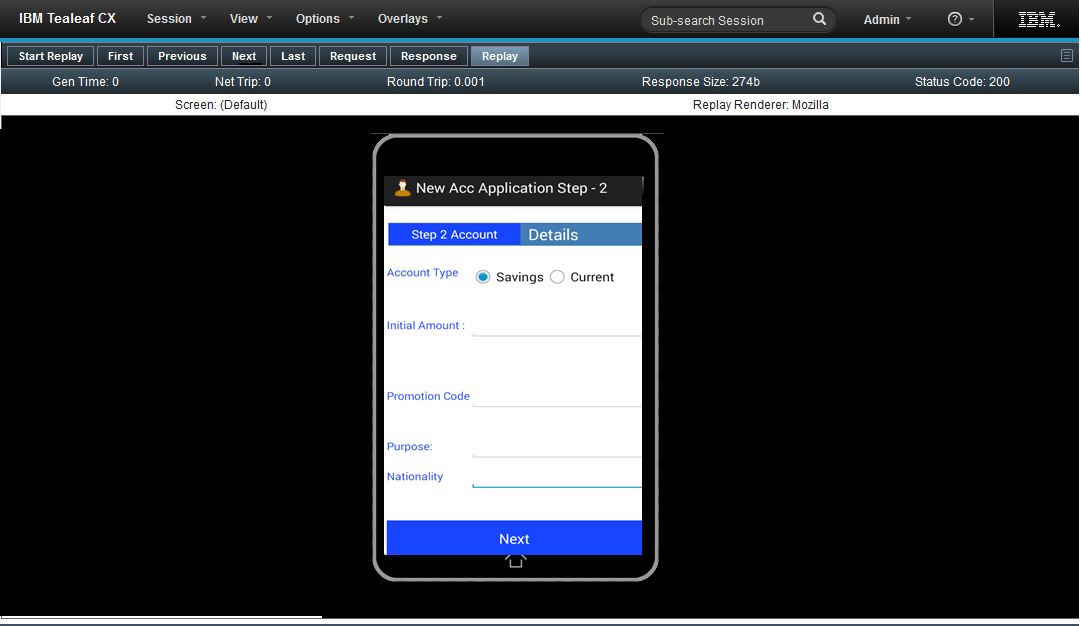 IBM Tealeaf CX Session View Options Overlays Sub-search Session Admin ? IBM.
Start Replay First Previous Next Last Request Response Replay
Gen Time: 0 Net Trip: 0 Round Trip: 0.001 Response Size: 274b Status Code: 200
Screen: (Default) Replay Renderer: Mozilla
New Acc Application Step - 2
Step 2 Account Details
Account Type Savings Current
Initial Amount :
Promotion Code
Purpose:
Nationality
Next